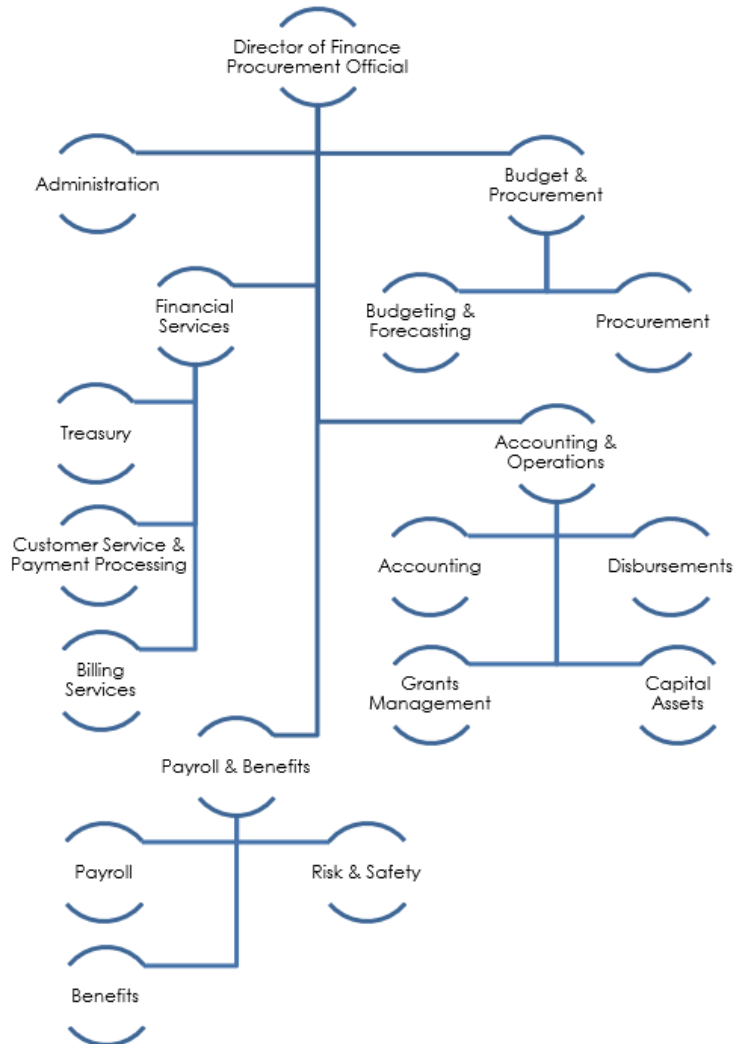 Director of Finance
Procurement Official
Administration
Budget &
Procurement
Financial
Services
Budgeting &
Forecasting
Procurement
Treasury
Accounting &
Operations
Customer Service &
Payment Processing
Accounting
Disbursements
Billing
Services
Grants
Management
Capital
Assets
Payroll & Benefits
Payroll
Risk & Safety
Benefits